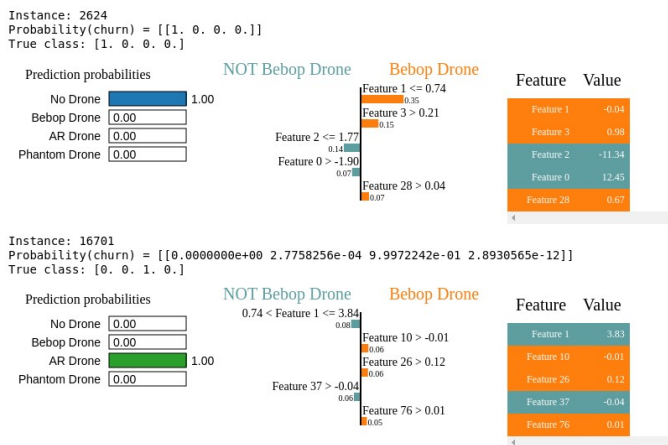 Instance: 2624
Probability(churn) = [[1. 0. 0. 0.]]
True class: [1. 0. 0. 0.]
Prediction probabilities
No Drone 1.00
Bebop Drone 0.00
AR Drone 0.00
Phantom Drone 0.00
NOT Bebop Drone Bebop Drone
Feature 1 <= 0.74
0.35
Feature 3 > 0.21
0.15
Feature 2 <= 1.77
0.14
Feature 0 > -1.90
0.07
Feature 28 > 0.04
0.07
Feature Value
Feature 1 -0.04
Feature 3 0.98
Feature 2 -11.34
Feature 0 12.45
Feature 28 0.67
Instance: 16701
Probability(churn) = [[0.0000000e+00 2.7758256e-04 9.9972242e-01 2.8930565e-12]]
True class: [0. 0. 1. 0.]
Prediction probabilities
No Drone 0.00
Bebop Drone 0.00
AR Drone 1.00
Phantom Drone 0.00
NOT Bebop Drone Bebop Drone
0.74 < Feature 1 <= 3.84
0.08
Feature 10 > -0.01
0.06
Feature 26 > 0.12
0.06
Feature 37 > -0.04
0.06
Feature 76 > 0.01
0.05
Feature Value
Feature 1 3.83
Feature 10 -0.01
Feature 26 0.12
Feature 37 -0.04
Feature 76 0.01